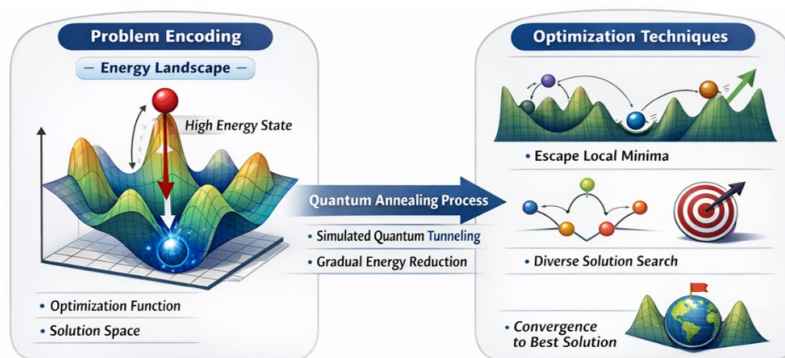 Problem Encoding
— Energy Landscape —
High Energy State
• Optimization Function
• Solution Space
Quantum Annealing Process
• Simulated Quantum Tunneling
• Gradual Energy Reduction
Optimization Techniques
• Escape Local Minima
• Diverse Solution Search
• Convergence
to Best Solution